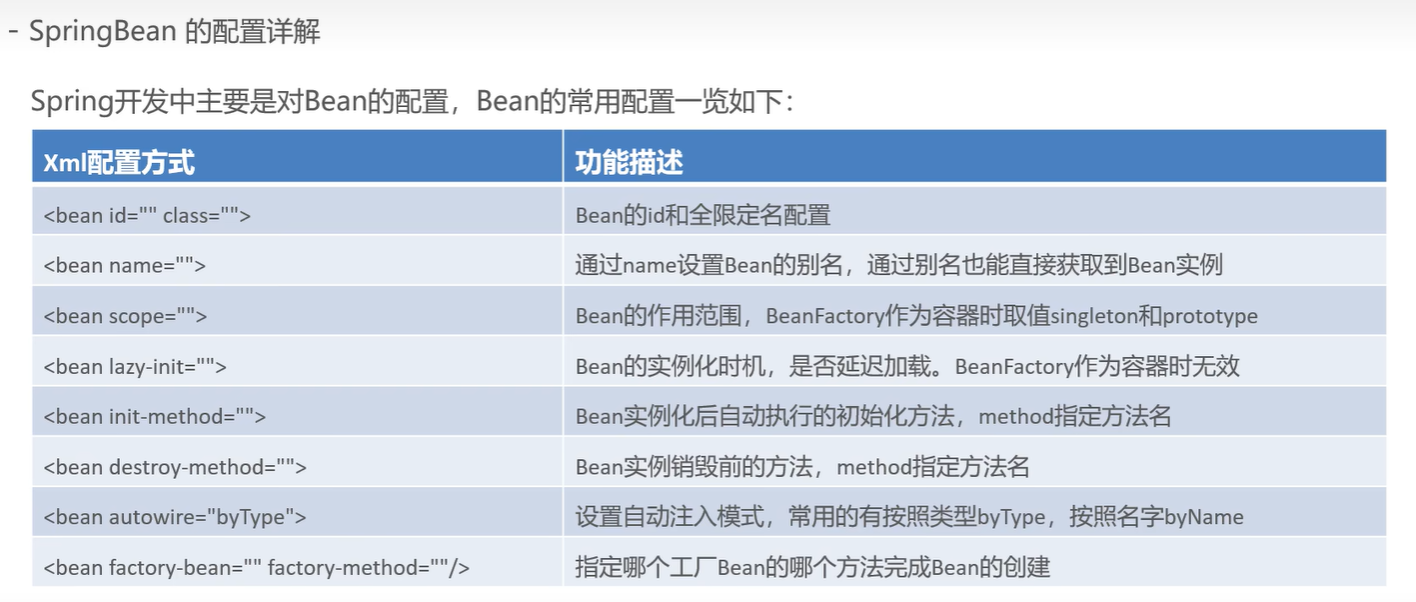 - SpringBean 的配置详解
Spring开发中主要是对Bean的配置，Bean的常用配置一览如下：
Xml配置方式 功能描述
<bean id="" class=""> Bean的id和全限定名配置
<bean name=""> 通过name设置Bean的别名，通过别名也能直接获取到Bean实例
<bean scope=""> Bean的作用范围，BeanFactory作为容器时取值singleton和prototype
<bean lazy-init=""> Bean的实例化时机，是否延迟加载。BeanFactory作为容器时无效
<bean init-method=""> Bean实例化后自动执行的初始化方法，method指定方法名
<bean destroy-method=""> Bean实例销毁前的方法，method指定方法名
<bean autowire="byType"> 设置自动注入模式，常用的有按照类型byType，按照名字byName
<bean factory-bean="" factory-method=""/> 指定哪个工厂Bean的哪个方法完成Bean的创建